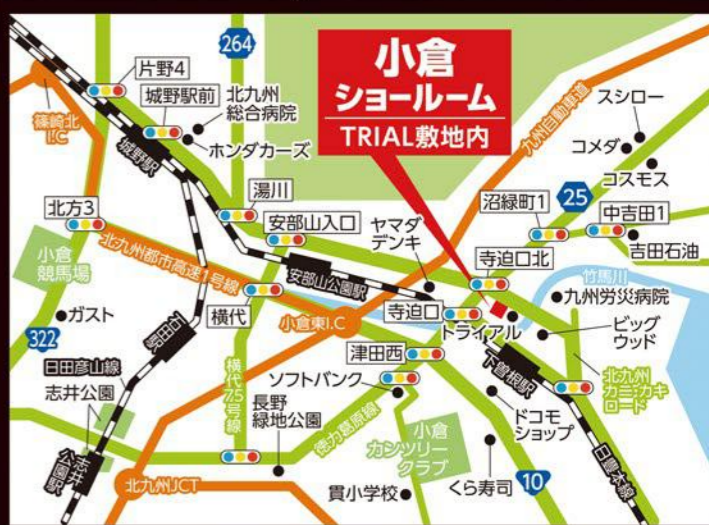 264
小倉
ショールーム
TRIAL敷地内
片野4
城野駅前
北九州
総合病院
ホンダカーズ
篠崎北
I.C
城野駅
九州自動車道
スシロー
コメダ
コスモス
25
北方3
湯川
安部山入口
ヤマダ
デンキ
沼緑町1
中吉田1
吉田石油
小倉
競馬場
北九州都市高速1号線
安部山公園駅
寺迫口北
竹馬川
九州労災病院
ガスト
322
石田駅
横代
小倉東I.C
寺迫口
トライアル
ビッグ
ウッド
日田彦山線
志井公園
横代75号線
津田西
ソフトバンク
下曽根駅
北九州
カニ・カキ
ロード
長野
緑地公園
徳力葛原線
小倉
カンツリー
クラブ
ドコモ
ショップ
志井
公園駅
北九州JCT
貫小学校
くら寿司
10
日豊本線